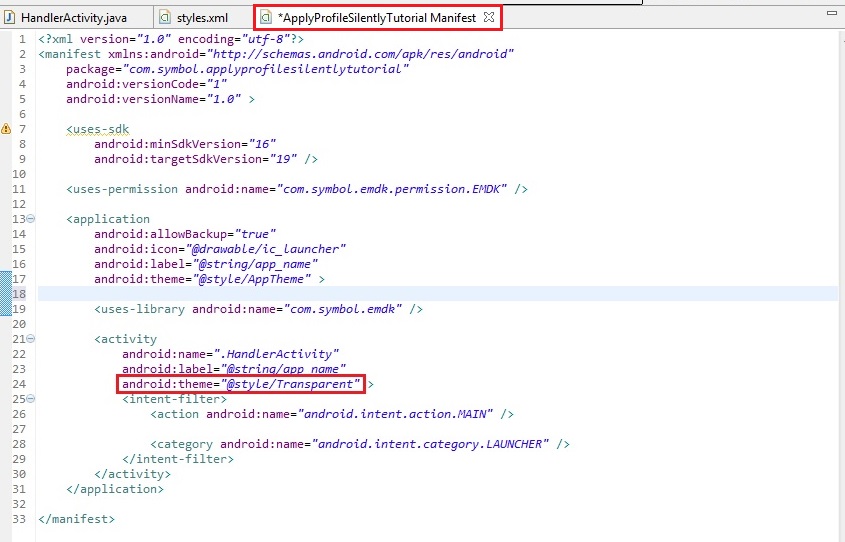 HandlerActivity.java styles.xml *ApplyProfileSilentlyTutorial Manifest
1 <?xml version="1.0" encoding="utf-8"?>
2 <manifest xmlns:android="http://schemas.android.com/apk/res/android"
3 package="com.symbol.applyprofilesilentlytutorial"
4 android:versionCode="1"
5 android:versionName="1.0" >
6
7 <uses-sdk
8 android:minSdkVersion="16"
9 android:targetSdkVersion="19" />
10
11 <uses-permission android:name="com.symbol.emdk.permission.EMDK" />
12
13 <application
14 android:allowBackup="true"
15 android:icon="@drawable/ic_launcher"
16 android:label="@string/app_name"
17 android:theme="@style/AppTheme" >
18
19 <uses-library android:name="com.symbol.emdk" />
20
21 <activity
22 android:name=".HandlerActivity"
23 android:label="@string/app_name"
24 android:theme="@style/Transparent" >
25 <intent-filter>
26 <action android:name="android.intent.action.MAIN" />
27
28 <category android:name="android.intent.category.LAUNCHER" />
29 </intent-filter>
30 </activity>
31 </application>
32
33 </manifest>